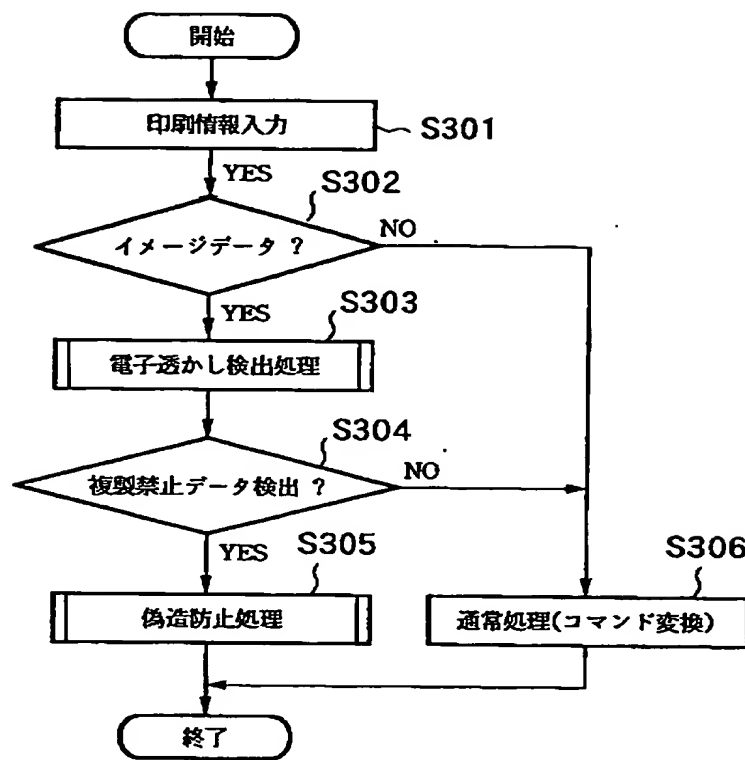 開始
印刷情報入力
S301
YES
S302
イメージデータ ?
NO
YES
S303
電子透かし検出処理
S304
複製禁止データ検出 ?
NO
YES
S305
偽造防止処理
S306
通常処理(コマンド変換)
終了